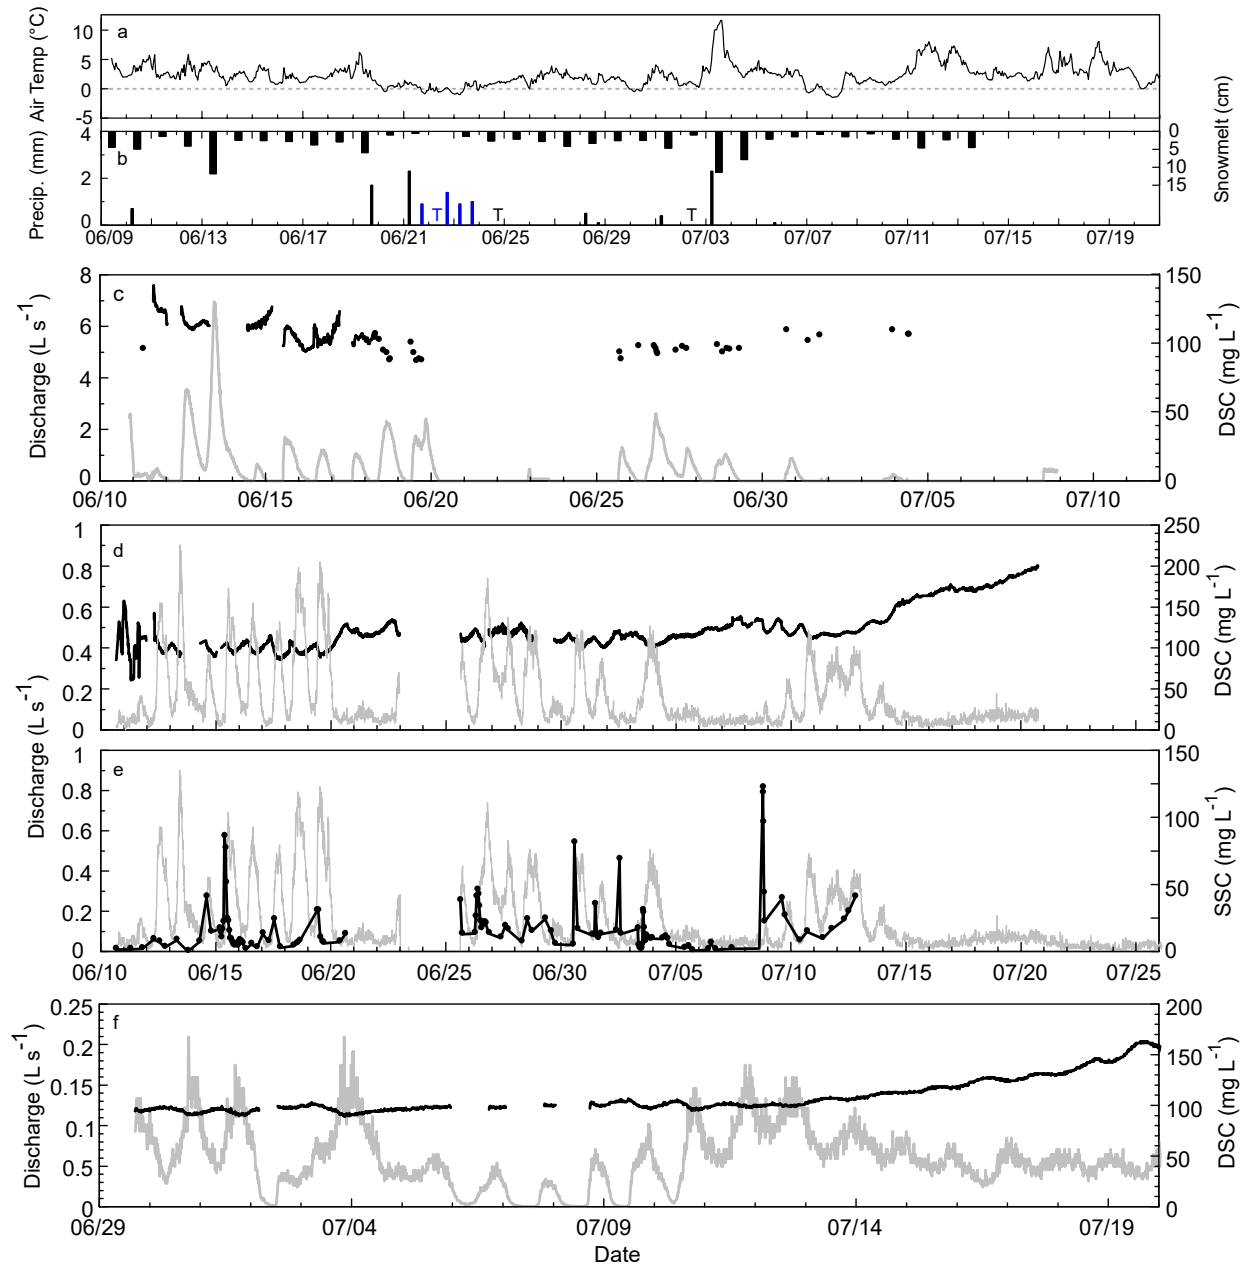 a
Air Temp (°C)
10
5
0
-5
b
Precip. (mm)
4
2
0
Snowmelt (cm)
0
5
10
15
T T T
06/09 06/13 06/17 06/21 06/25 06/29 07/03 07/07 07/11 07/15 07/19
c
Discharge (L s-1)
8
6
4
2
0
DSC (mg L-1)
150
100
50
0
06/10 06/15 06/20 06/25 06/30 07/05 07/10
d
Discharge (L s-1)
1
0.8
0.6
0.4
0.2
0
DSC (mg L-1)
250
200
150
100
50
0
e
1
0.8
0.6
0.4
0.2
0
SSC (mg L-1)
150
100
50
0
06/10 06/15 06/20 06/25 06/30 07/05 07/10 07/15 07/20 07/25
f
Discharge (L s-1)
0.25
0.2
0.15
0.1
0.5
0
DSC (mg L-1)
200
150
100
50
0
06/29 07/04 07/09 07/14 07/19
Date